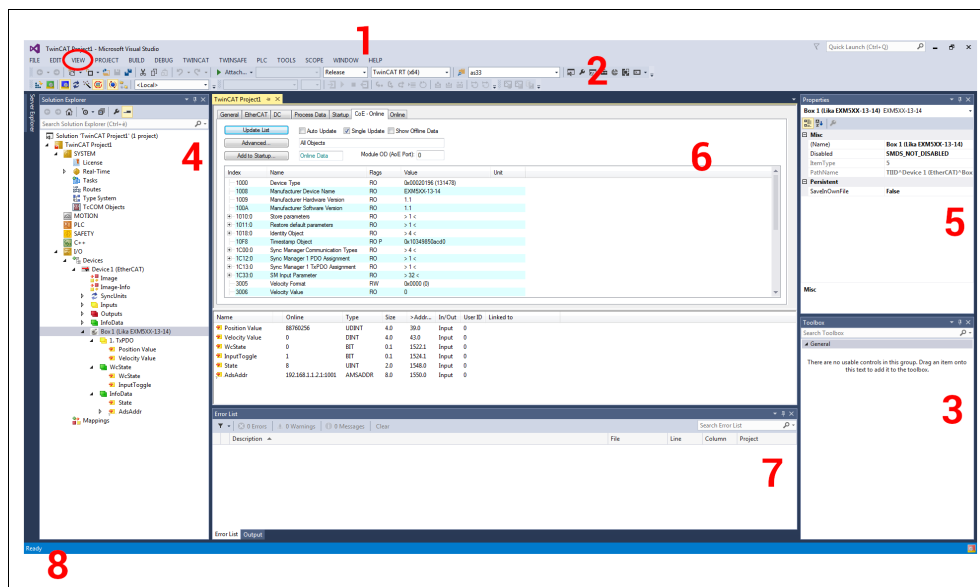 1
TwinCAT Project1 - Microsoft Visual Studio
Quick Launch (Ctrl+Q)
FILE EDIT VIEW PROJECT BUILD DEBUG TWINCAT TWINSAFE PLC TOOLS SCOPE WINDOW HELP
Attach... Release TwinCAT RT (x64) as33
2
<Local>
Server Explorer
Solution Explorer
Search Solution Explorer (Ctrl+è)
Solution 'TwinCAT Project1' (1 project)
TwinCAT Project1
SYSTEM
License
Real-Time
Tasks
Routes
Type System
TcCOM Objects
MOTION
PLC
SAFETY
C++
I/O
Devices
Device 1 (EtherCAT)
Image
Image-Info
SyncUnits
Inputs
Outputs
InfoData
Box 1 (Lika EXM5XX-13-14)
1. TxPDO
Position Value
Velocity Value
WcState
WcState
InputToggle
InfoData
State
AdsAddr
Mappings
4
TwinCAT Project1
General EtherCAT DC Process Data Startup CoE - Online Online
Update List Auto Update Single Update Show Offline Data
Advanced... All Objects
Add to Startup... Online Data Module OD (AoE Port): 0
6
Index Name Flags Value Unit
1000 Device Type RO 0x00020196 (131478)
1008 Manufacturer Device Name RO EXM5XX-13-14
1009 Manufacturer Hardware Version RO 1.1
100A Manufacturer Software Version RO 1.1
1010:0 Store parameters RO > 1 <
1011:0 Restore default parameters RO > 1 <
1018:0 Identity Object RO > 4 <
10F8 Timestamp Object RO P 0x10349850acd0
1C00:0 Sync Manager Communication Types RO > 4 <
1C12:0 Sync Manager 1 PDO Assignment RO > 1 <
1C13:0 Sync Manager 1 TxPDO Assignment RO > 1 <
1C33:0 SM Input Parameter RO > 32 <
3005 Velocity Format RW 0x0000 (0)
3006 Velocity Value RO 0
Name Online Type Size >Addr... In/Out User ID Linked to
Position Value 88760256 UDINT 4.0 39.0 Input 0
Velocity Value 0 DINT 4.0 43.0 Input 0
WcState 0 BIT 0.1 1522.1 Input 0
InputToggle 1 BIT 0.1 1524.1 Input 0
State 8 UINT 2.0 1548.0 Input 0
AdsAddr 192.168.1.1.2.1:1001 AMSADDR 8.0 1550.0 Input 0
Error List
0 Errors 0 Warnings 0 Messages Clear Search Error List
Description File Line Column Project
7
Error List Output
Properties
Box 1 (Lika EXM5XX-13-14) EXM5XX-13-14
Misc
(Name) Box 1 (Lika EXM5XX-13-14)
Disabled SMDS_NOT_DISABLED
ItemType 5
PathName TIID^Device 1 (EtherCAT)^Box
Persistent
SaveInOwnFile False
5
Misc
Toolbox
Search Toolbox
General
There are no usable controls in this group. Drag an item onto
this text to add it to the toolbox.
3
Ready
8